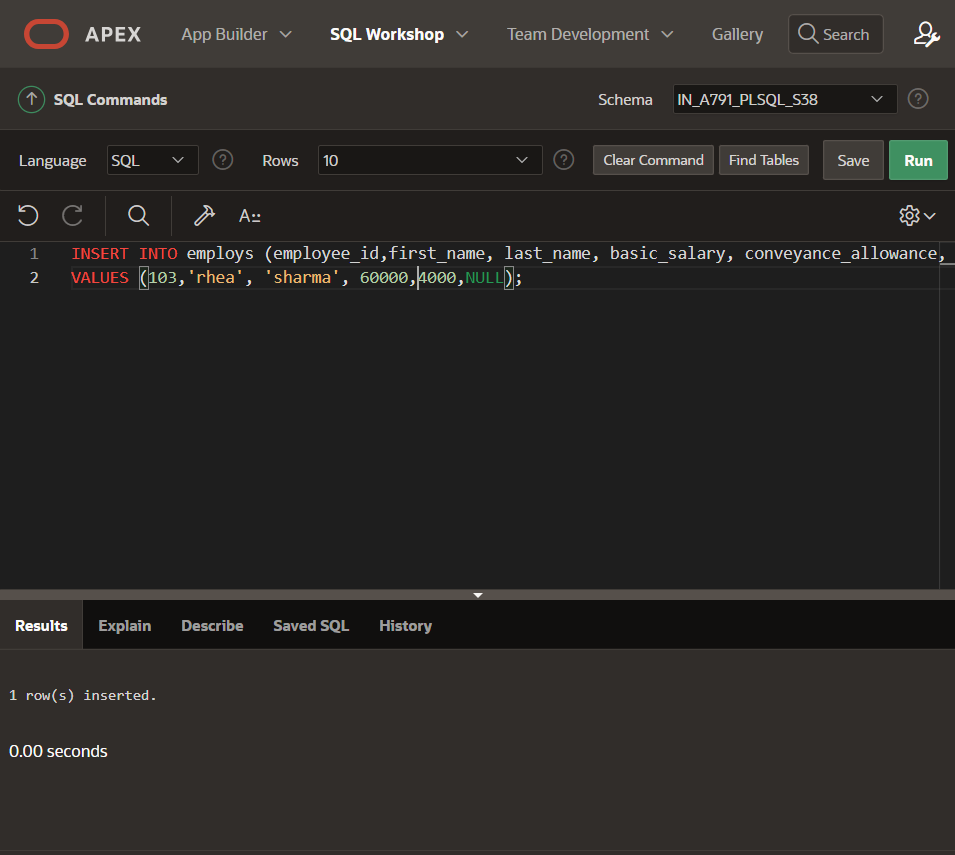 APEX App Builder SQL Workshop Team Development Gallery Search
SQL Commands Schema IN_A791_PLSQL_S38 ?
Language SQL ? Rows 10 ? Clear Command Find Tables Save Run
A::
1 INSERT INTO employs (employee_id,first_name, last_name, basic_salary, conveyance_allowance,
2 VALUES (103,'rhea', 'sharma', 60000,4000,NULL);
Results Explain Describe Saved SQL History
1 row(s) inserted.
0.00 seconds